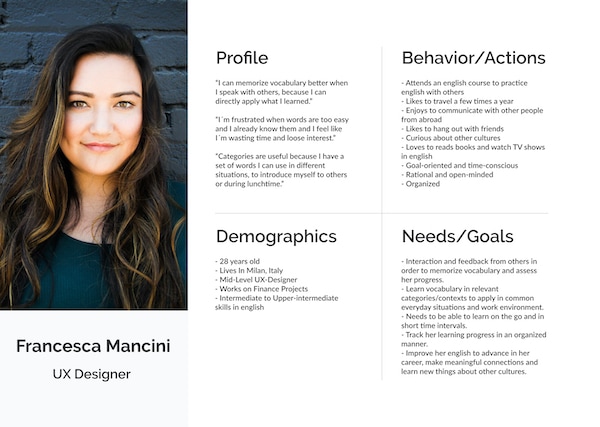 Profile
“I can memorize vocabulary better when
I speak with others, because I can
directly apply what I learned.”
“I´m frustrated when words are too easy
and I already know them and I feel like
I´m wasting time and loose interest.”
“Categories are useful because I have a
set of words I can use in different
situations, to introduce myself to others
or during lunchtime.”
Behavior/Actions
- Attends an english course to practice
english with others
- Likes to travel a few times a year
- Enjoys to communicate with other people
from abroad
- Likes to hang out with friends
- Curious about other cultures
- Loves to reads books and watch TV shows
in english
- Goal-oriented and time-conscious
- Rational and open-minded
- Organized
Demographics
- 28 years old
- Lives In Milan, Italy
- Mid-Level UX-Designer
- Works on Finance Projects
- Intermediate to Upper-intermediate
skills in english
Needs/Goals
- Interaction and feedback from others in
order to memorize vocabulary and assess
her progress.
- Learn vocabulary in relevant
categories/contexts to apply in common
everyday situations and work environment.
- Needs to be able to learn on the go and in
short time intervals.
- Track her learning progress in an organized
manner.
- Improve her english to advance in her
career, make meaningful connections and
learn new things about other cultures.
Francesca Mancini
UX Designer